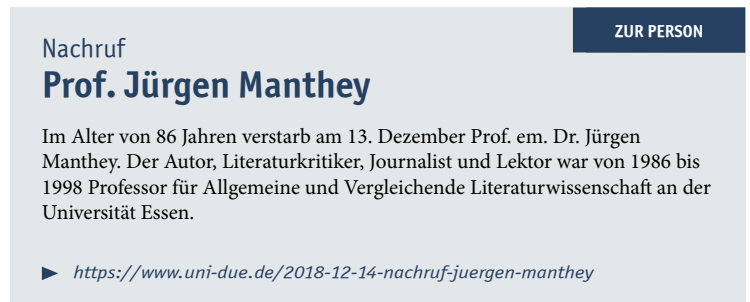 ZUR PERSON
Nachruf
Prof. Jürgen Manthey
Im Alter von 86 Jahren verstarb am 13. Dezember Prof. em. Dr. Jürgen
Manthey. Der Autor, Literaturkritiker, Journalist und Lektor war von 1986 bis
1998 Professor für Allgemeine und Vergleichende Literaturwissenschaft an der
Universität Essen.
► https://www.uni-due.de/2018-12-14-nachruf-juergen-manthey